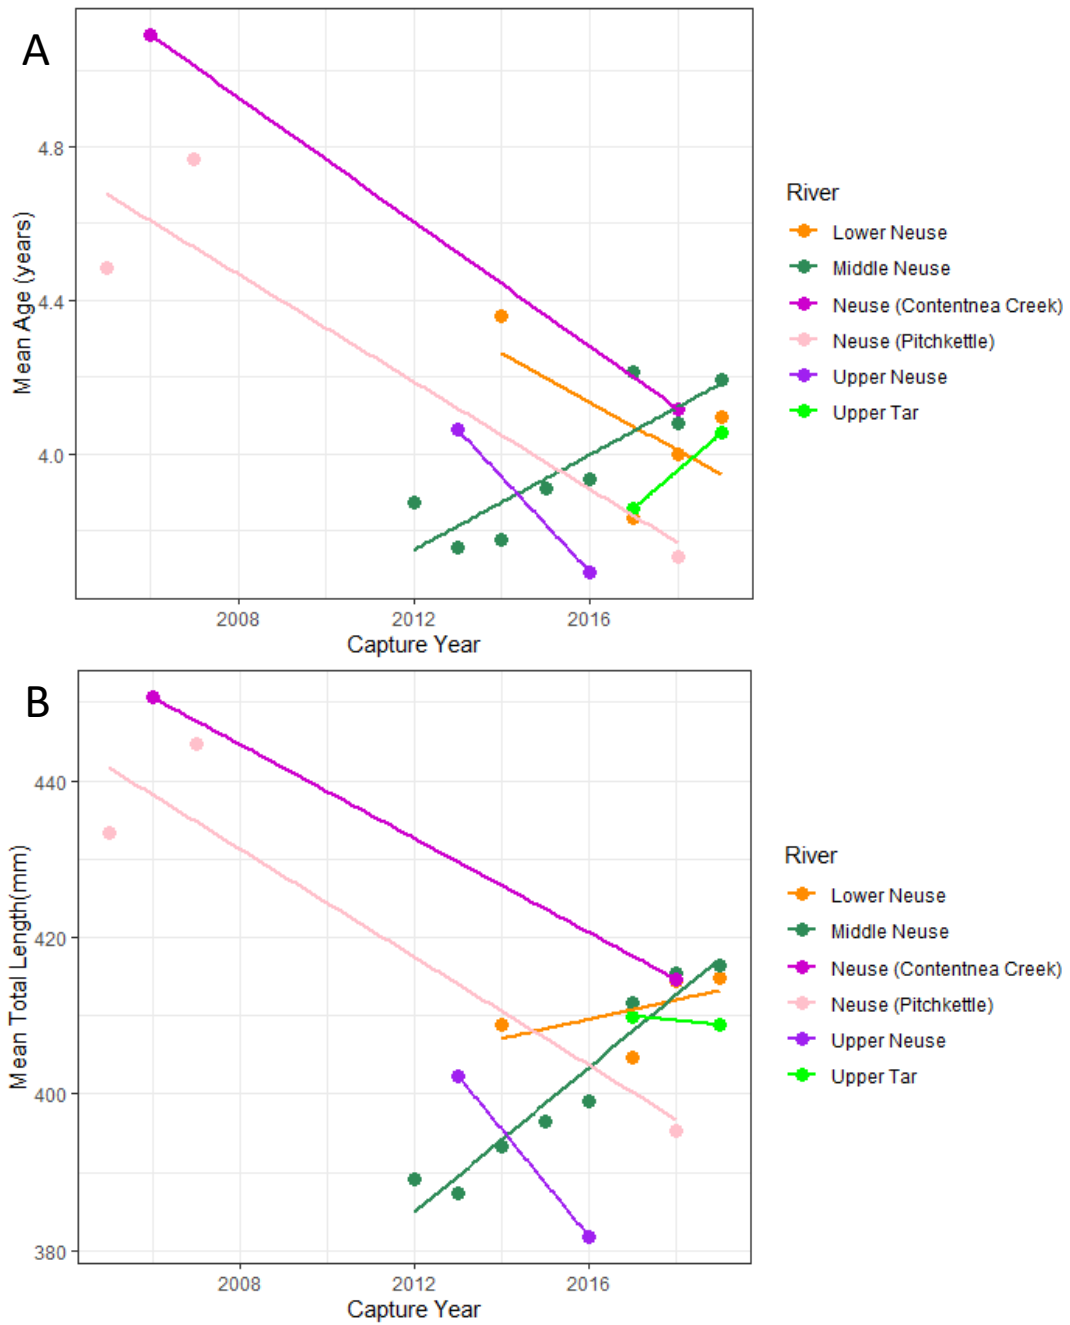 A
4.8
4.4
4.0
Mean Age (years)
2008 2012 2016
Capture Year
River
Lower Neuse
Middle Neuse
Neuse (Contentnea Creek)
Neuse (Pitchkettle)
Upper Neuse
Upper Tar
B
440
420
400
380
Mean Total Length(mm)
2008 2012 2016
Capture Year
River
Lower Neuse
Middle Neuse
Neuse (Contentnea Creek)
Neuse (Pitchkettle)
Upper Neuse
Upper Tar